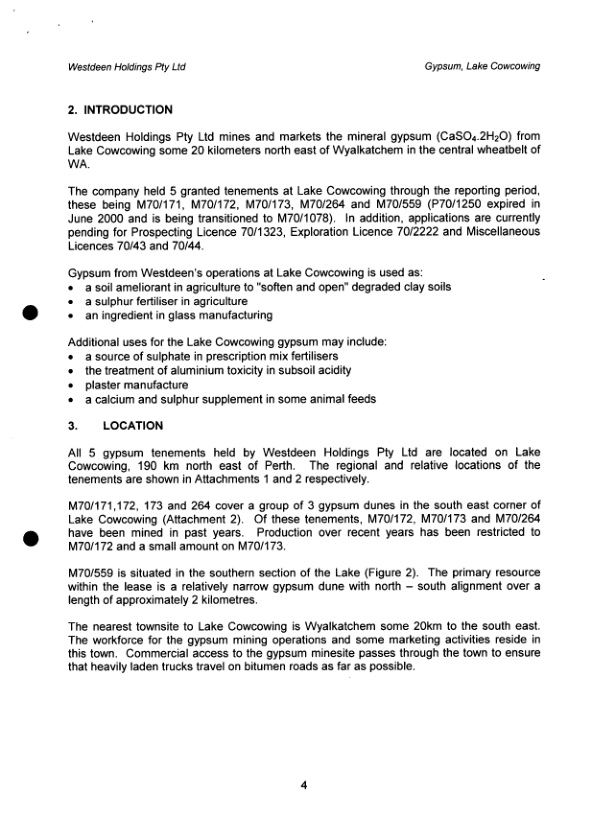 Westdeen Holdings Pty Ltd
Gypsum, Lake Cowcowing
2. INTRODUCTION
Westdeen Holdings Pty Ltd mines and markets the mineral gypsum (CaSO₄.2H₂O) from
Lake Cowcowing some 20 kilometers north east of Wyalkatchem in the central wheatbelt of
WA.
The company held 5 granted tenements at Lake Cowcowing through the reporting period,
these being M70/171, M70/172, M70/173, M70/264 and M70/559 (P70/1250 expired in
June 2000 and is being transitioned to M70/1078). In addition, applications are currently
pending for Prospecting Licence 70/1323, Exploration Licence 70/2222 and Miscellaneous
Licences 70/43 and 70/44.
Gypsum from Westdeen's operations at Lake Cowcowing is used as:
• a soil ameliorant in agriculture to "soften and open" degraded clay soils
• a sulphur fertiliser in agriculture
• an ingredient in glass manufacturing
Additional uses for the Lake Cowcowing gypsum may include:
• a source of sulphate in prescription mix fertilisers
• the treatment of aluminium toxicity in subsoil acidity
• plaster manufacture
• a calcium and sulphur supplement in some animal feeds
3. LOCATION
All 5 gypsum tenements held by Westdeen Holdings Pty Ltd are located on Lake
Cowcowing, 190 km north east of Perth. The regional and relative locations of the
tenements are shown in Attachments 1 and 2 respectively.
M70/171,172, 173 and 264 cover a group of 3 gypsum dunes in the south east corner of
Lake Cowcowing (Attachment 2). Of these tenements, M70/172, M70/173 and M70/264
have been mined in past years. Production over recent years has been restricted to
M70/172 and a small amount on M70/173.
M70/559 is situated in the southern section of the Lake (Figure 2). The primary resource
within the lease is a relatively narrow gypsum dune with north – south alignment over a
length of approximately 2 kilometres.
The nearest townsite to Lake Cowcowing is Wyalkatchem some 20km to the south east.
The workforce for the gypsum mining operations and some marketing activities reside in
this town. Commercial access to the gypsum minesite passes through the town to ensure
that heavily laden trucks travel on bitumen roads as far as possible.
4